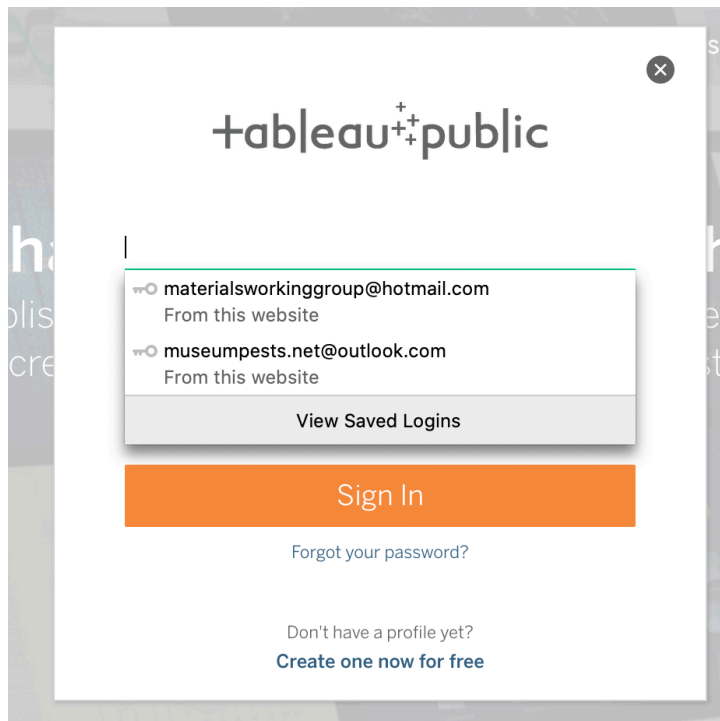 tableau public
materialsworkinggroup@hotmail.com
From this website
museumpests.net@outlook.com
From this website
View Saved Logins
Sign In
Forgot your password?
Don't have a profile yet?
Create one now for free